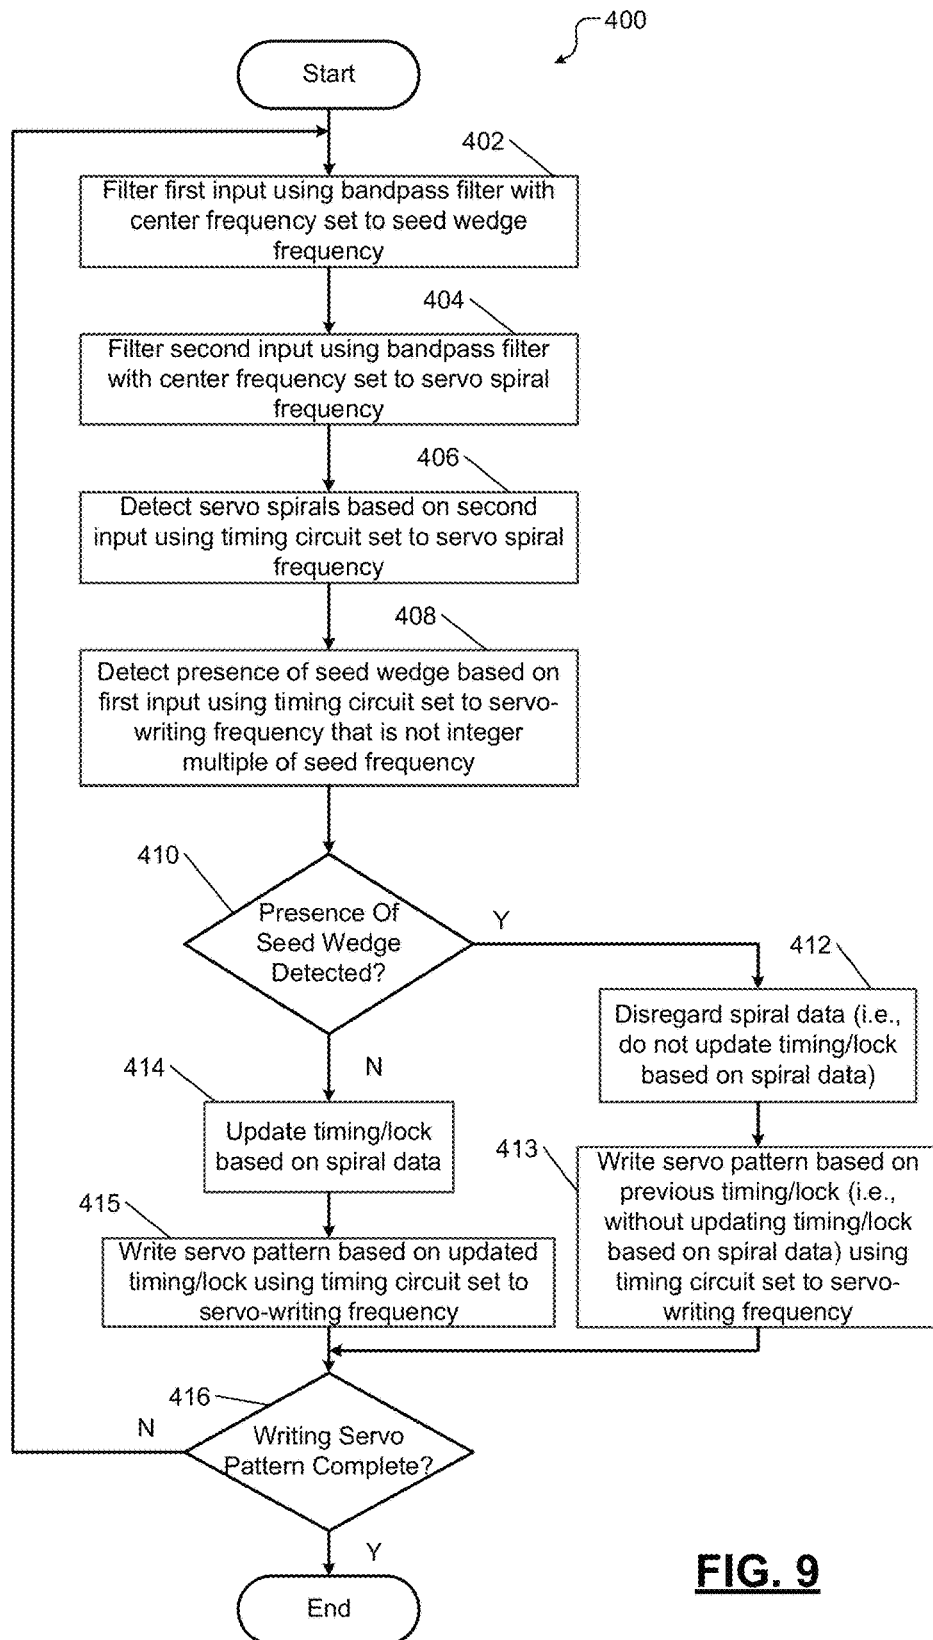 400
Start
402
Filter first input using bandpass filter with
center frequency set to seed wedge
frequency
404
Filter second input using bandpass filter
with center frequency set to servo spiral
frequency
406
Detect servo spirals based on second
input using timing circuit set to servo spiral
frequency
408
Detect presence of seed wedge based on
first input using timing circuit set to servo-
writing frequency that is not integer
multiple of seed frequency
410
Presence Of
Seed Wedge
Detected?
Y
N
412
Disregard spiral data (i.e.,
do not update timing/lock
based on spiral data)
414
Update timing/lock
based on spiral data
413
Write servo pattern based on
previous timing/lock (i.e.,
without updating timing/lock
based on spiral data) using
timing circuit set to servo-
writing frequency
415
Write servo pattern based on updated
timing/lock using timing circuit set to
servo-writing frequency
416
Writing Servo
Pattern Complete?
N
Y
End
FIG. 9